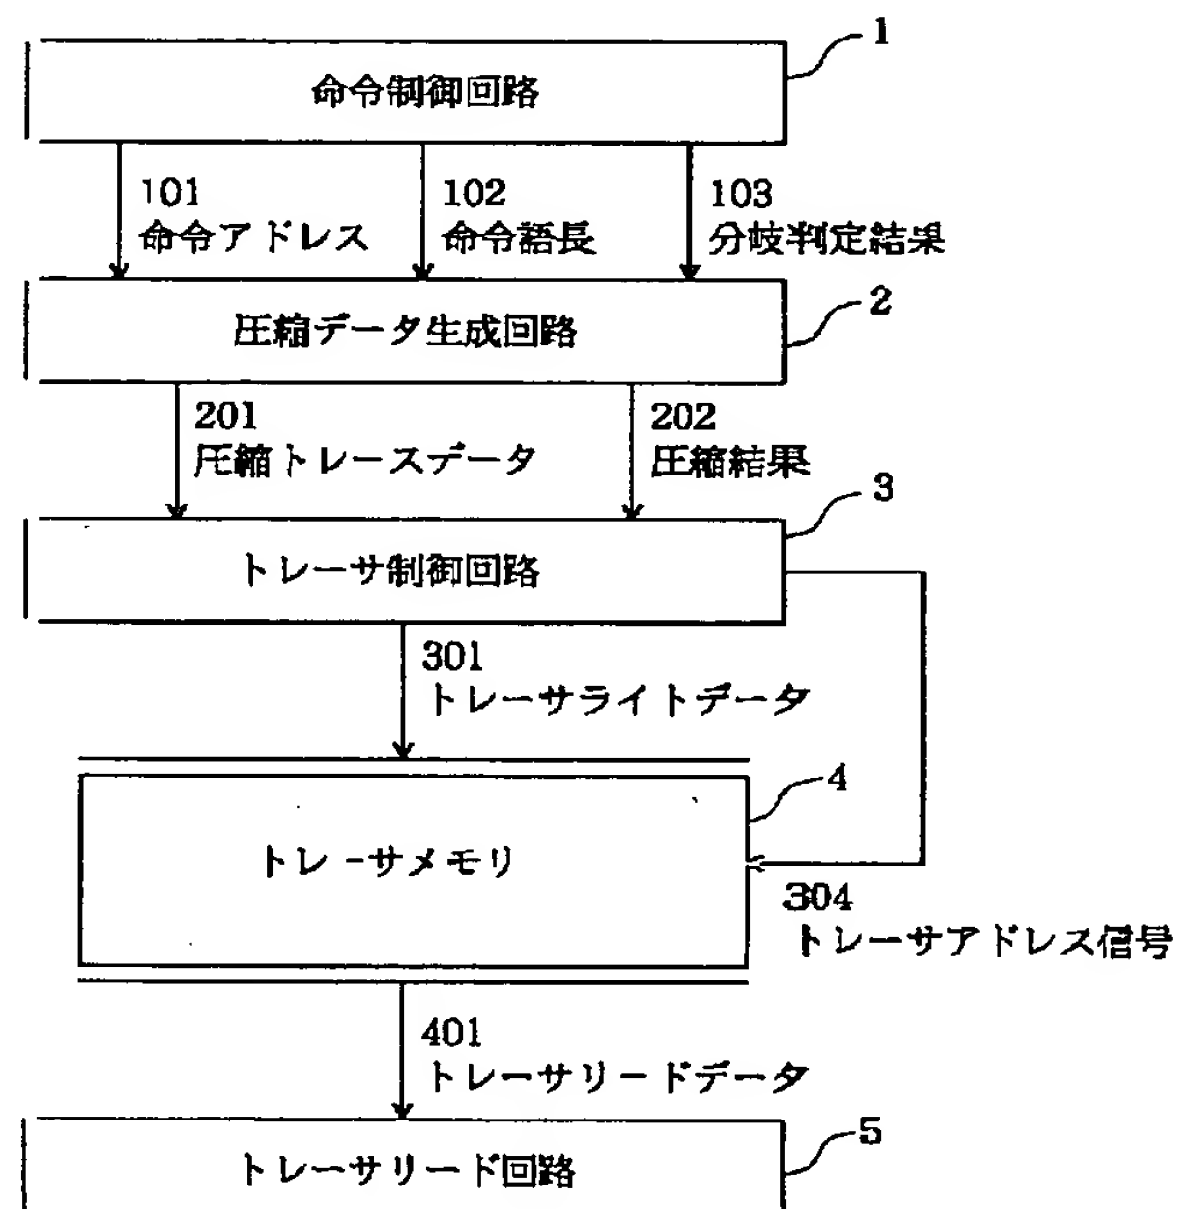 1
命令制御回路
101
命令アドレス
102
命令語長
103
分岐判定結果
2
圧縮データ生成回路
201
圧縮トレースデータ
202
圧縮結果
3
トレーサ制御回路
301
トレーサライトデータ
4
トレーサメモリ
304
トレーサアドレス信号
401
トレーサリードデータ
5
トレーサリード回路